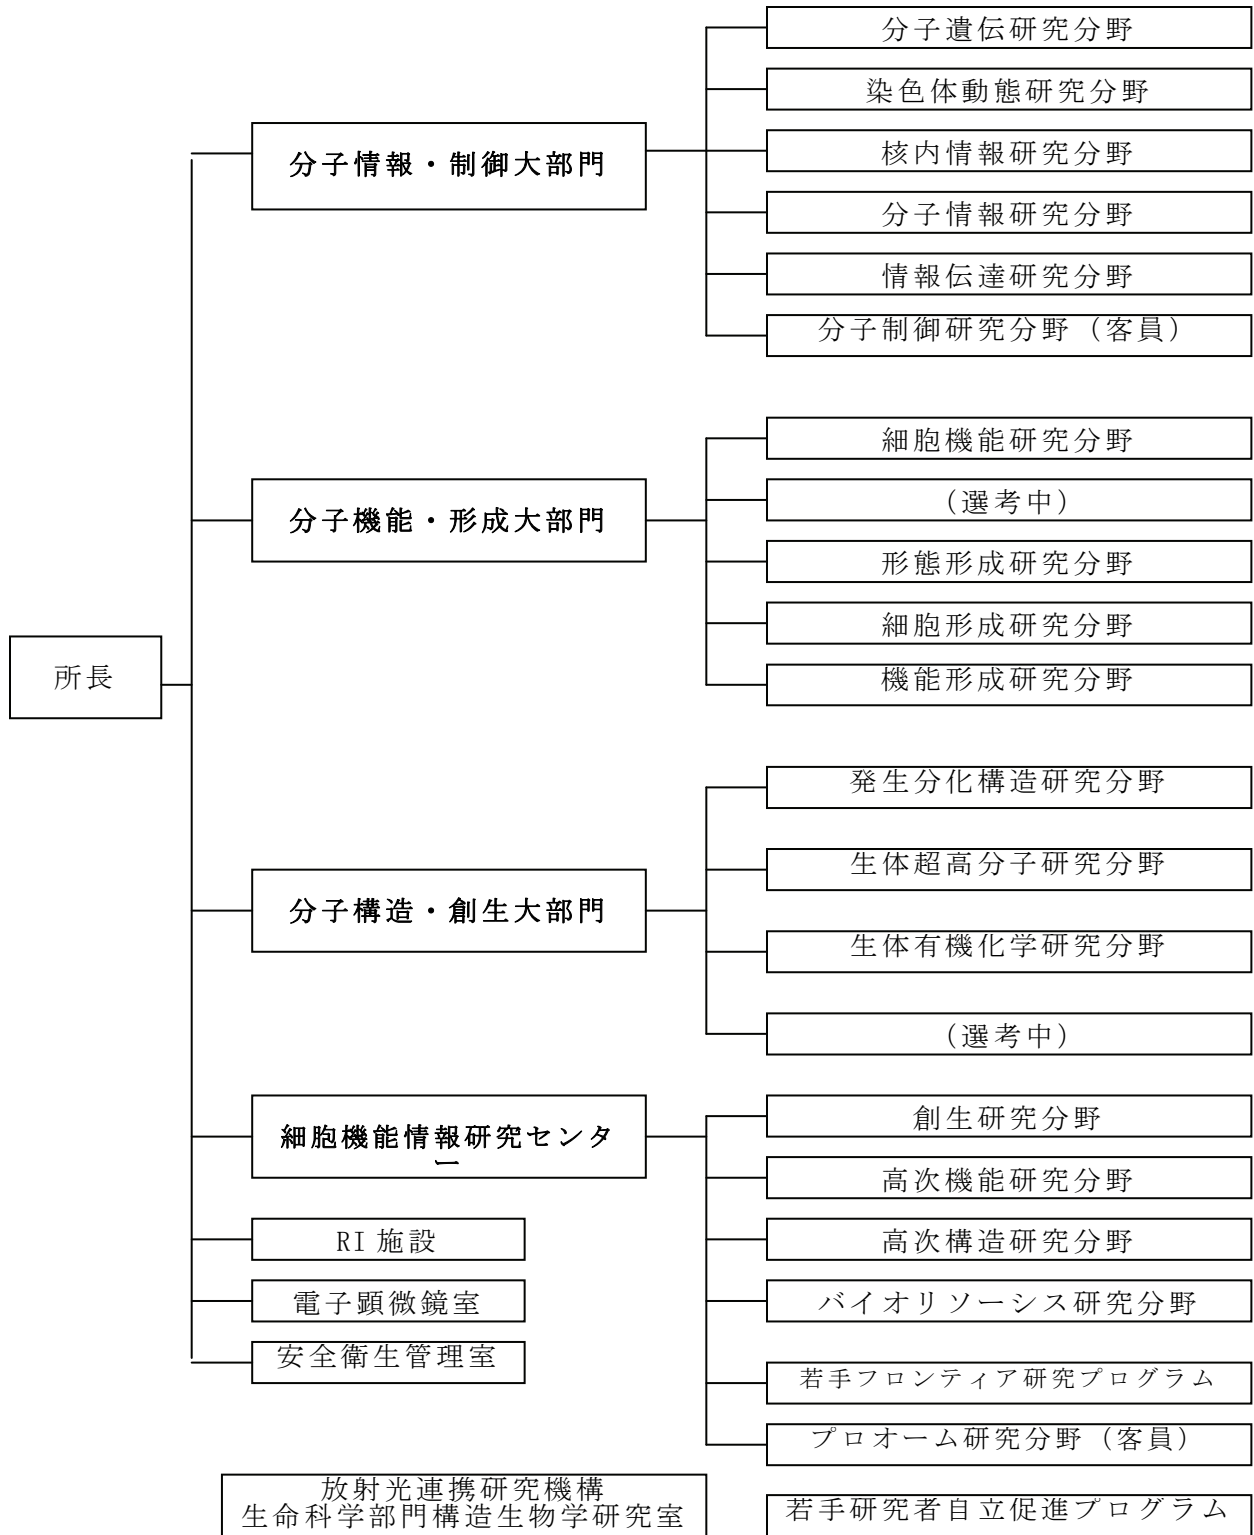 所長
分子情報・制御大部門
分子遺伝研究分野
染色体動態研究分野
核内情報研究分野
分子情報研究分野
情報伝達研究分野
分子制御研究分野（客員）
分子機能・形成大部門
細胞機能研究分野
（選考中）
形態形成研究分野
細胞形成研究分野
機能形成研究分野
分子構造・創生大部門
発生分化構造研究分野
生体超高分子研究分野
生体有機化学研究分野
（選考中）
細胞機能情報研究センタ
ー
創生研究分野
高次機能研究分野
高次構造研究分野
バイオリソーシス研究分野
若手フロンティア研究プログラム
プロオーム研究分野（客員）
RI 施設
電子顕微鏡室
安全衛生管理室
放射光連携研究機構
生命科学部門構造生物学研究室
若手研究者自立促進プログラム